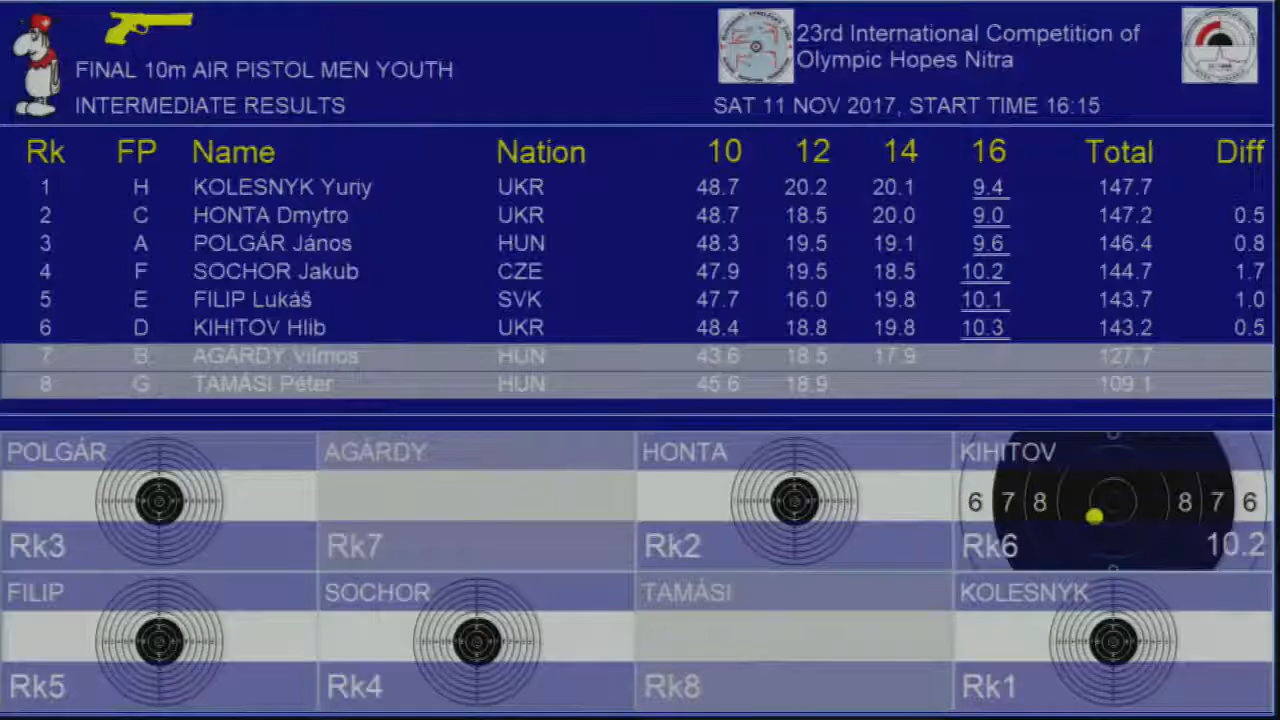 FINAL 10m AIR PISTOL MEN YOUTH
INTERMEDIATE RESULTS
23rd International Competition of
Olympic Hopes Nitra
SAT 11 NOV 2017, START TIME 16:15
Rk FP Name Nation 10 12 14 16 Total Diff
1 H KOLESNYK Yuriy UKR 48.7 20.2 20.1 9.4 147.7
2 C HONTA Dmytro UKR 48.7 18.5 20.0 9.0 147.2 0.5
3 A POLGÁR János HUN 48.3 19.5 19.1 9.6 146.4 0.8
4 F SOCHOR Jakub CZE 47.9 19.5 18.5 10.2 144.7 1.7
5 E FILIP Lukáš SVK 47.7 16.0 19.8 10.1 143.7 1.0
6 D KIHITOV Hlib UKR 48.4 18.8 19.8 10.3 143.2 0.5
7 B AGÁRDY Vilmos HUN 43.6 18.5 17.9 127.7
8 G TAMÁSI Péter HUN 45.6 18.9 109.1
POLGÁR AGÁRDY HONTA KIHITOV
6 7 8 8 7 6
Rk3 Rk7 Rk2 Rk6 10.2
FILIP SOCHOR TAMÁSI KOLESNYK
Rk5 Rk4 Rk8 Rk1